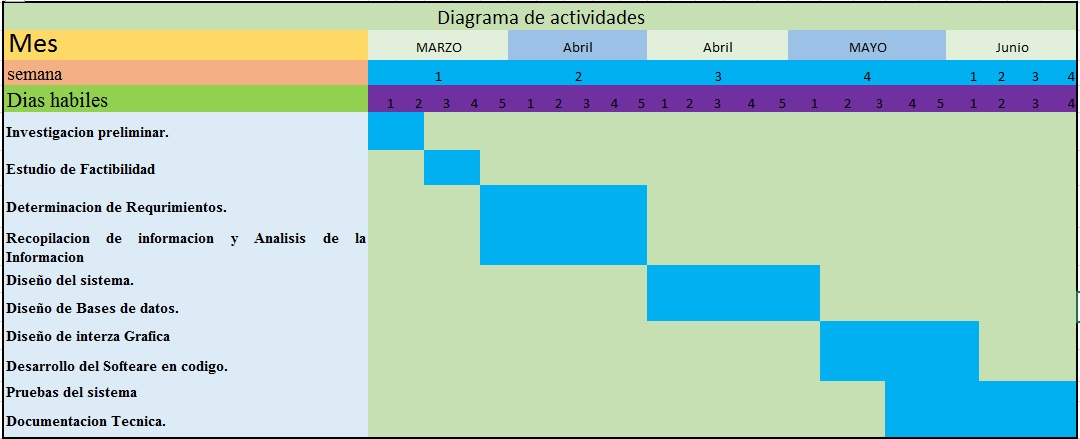 Diagrama de actividades
Mes MARZO Abril Abril MAYO Junio
semana 1 2 3 4 1 2 3 4
Dias habiles 1 2 3 4 5 1 2 3 4 5 1 2 3 4 5 1 2 3 4 5 1 2 3 4
Investigacion preliminar.
Estudio de Factibilidad
Determinacion de Requrimientos.
Recopilacion de informacion y Analisis de la
Informacion
Diseño del sistema.
Diseño de Bases de datos.
Diseño de interza Grafica
Desarrollo del Softeare en codigo.
Pruebas del sistema
Documentacion Tecnica.